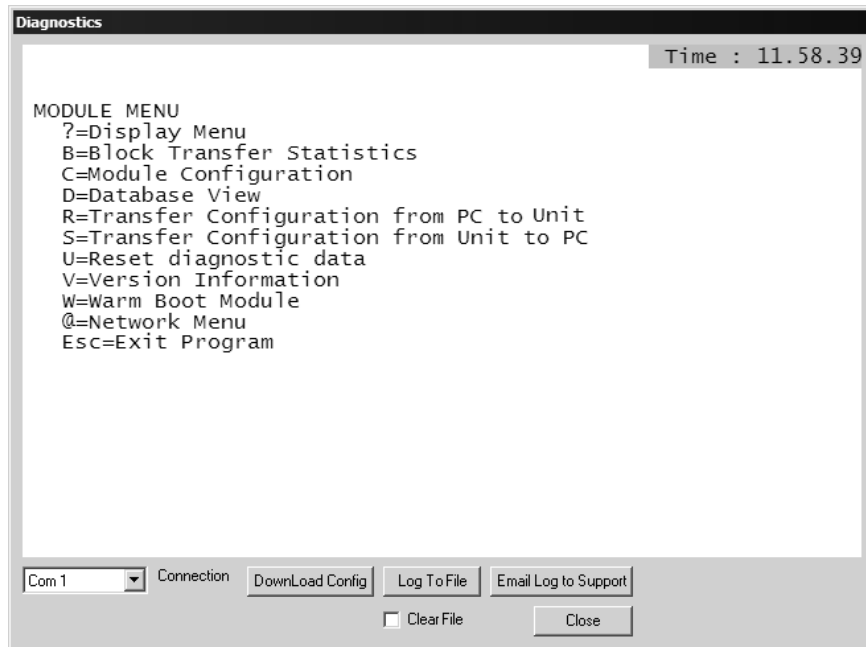 Diagnostics
Time : 11.58.39
MODULE MENU
?=Display Menu
B=Block Transfer Statistics
C=Module Configuration
D=Database View
R=Transfer Configuration from PC to Unit
S=Transfer Configuration from Unit to PC
U=Reset diagnostic data
V=Version Information
W=Warm Boot Module
@=Network Menu
Esc=Exit Program
Com 1 Connection DownLoad Config Log To File Email Log to Support
Clear File Close